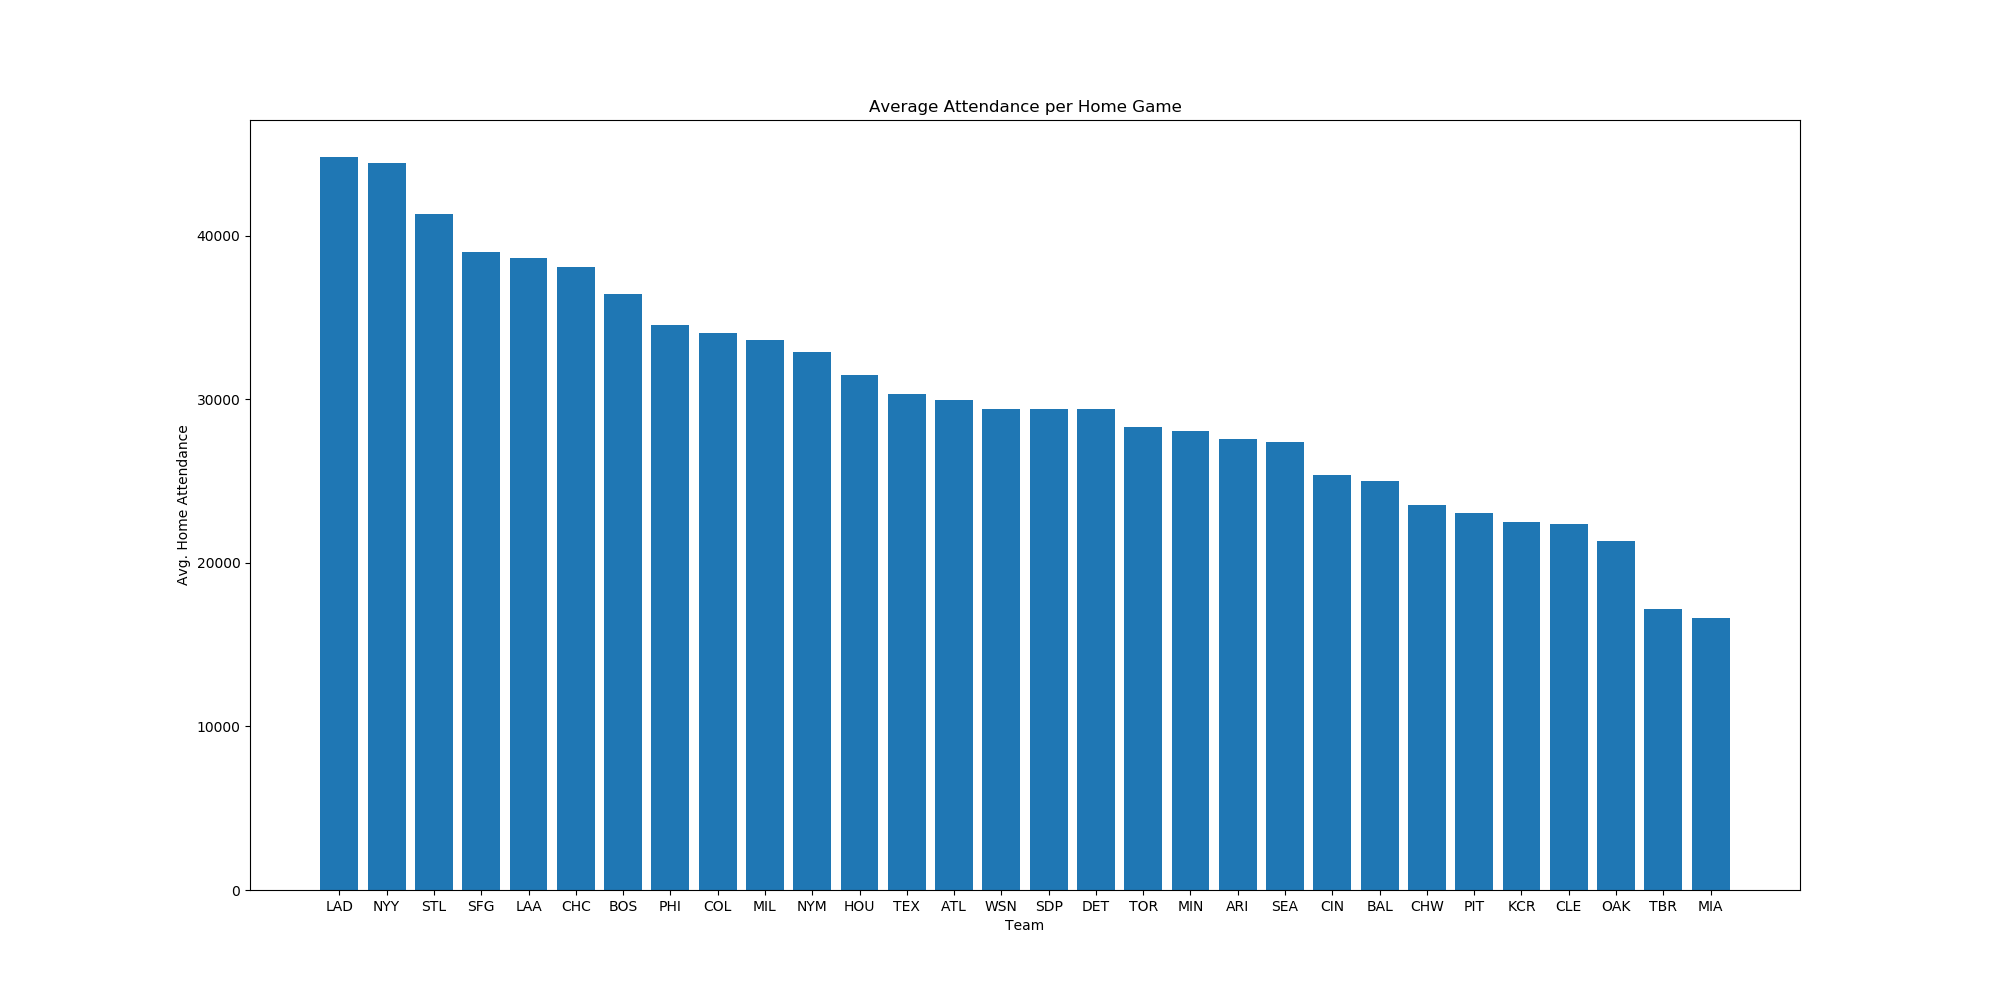 Average Attendance per Home Game
40000
30000
20000
10000
0
Avg. Home Attendance
LAD NYY STL SFG LAA CHC BOS PHI COL MIL NYM HOU TEX ATL WSN SDP DET TOR MIN ARI SEA CIN BAL CHW PIT KCR CLE OAK TBR MIA
Team